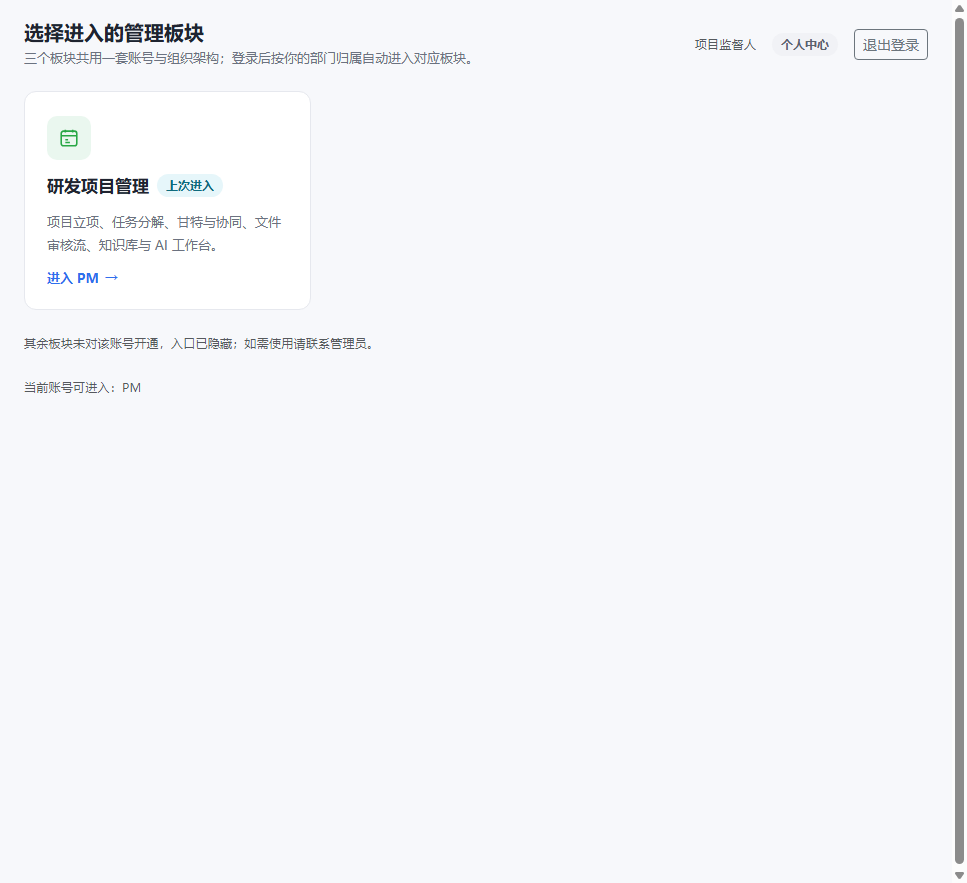 选择进入的管理板块
三个板块共用一套账号与组织架构；登录后按你的部门归属自动进入对应板块。
项目监督人
个人中心
退出登录
研发项目管理 上次进入
项目立项、任务分解、甘特与协同、文件
审核流、知识库与 AI 工作台。
进入 PM →
其余板块未对该账号开通，入口已隐藏；如需使用请联系管理员。
当前账号可进入：PM